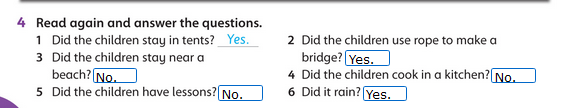 4 Read again and answer the questions.
1 Did the children stay in tents? Yes.
2 Did the children use rope to make a
bridge? Yes.
3 Did the children stay near a
beach? No.
4 Did the children cook in a kitchen? No.
5 Did the children have lessons? No.
6 Did it rain? Yes.